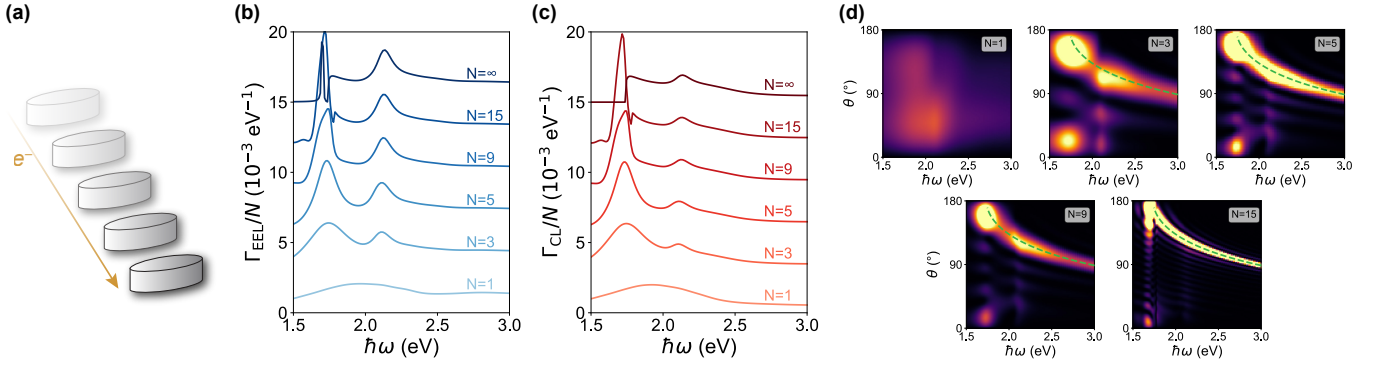 (a)
e⁻
(b)
Γ_EEL/N (10⁻³ eV⁻¹)
20
15
10
5
0
N=∞
N=15
N=9
N=5
N=3
N=1
1.5 2.0 2.5 3.0
ħω (eV)
(c)
Γ_CL/N (10⁻³ eV⁻¹)
20
15
10
5
0
N=∞
N=15
N=9
N=5
N=3
N=1
1.5 2.0 2.5 3.0
ħω (eV)
(d)
θ (°)
180
90
0
N=1
1.5 2.0 2.5 3.0
ħω (eV)
180
90
0
N=3
1.5 2.0 2.5 3.0
ħω (eV)
180
90
0
N=5
1.5 2.0 2.5 3.0
ħω (eV)
θ (°)
180
90
0
N=9
1.5 2.0 2.5 3.0
ħω (eV)
180
90
0
N=15
1.5 2.0 2.5 3.0
ħω (eV)